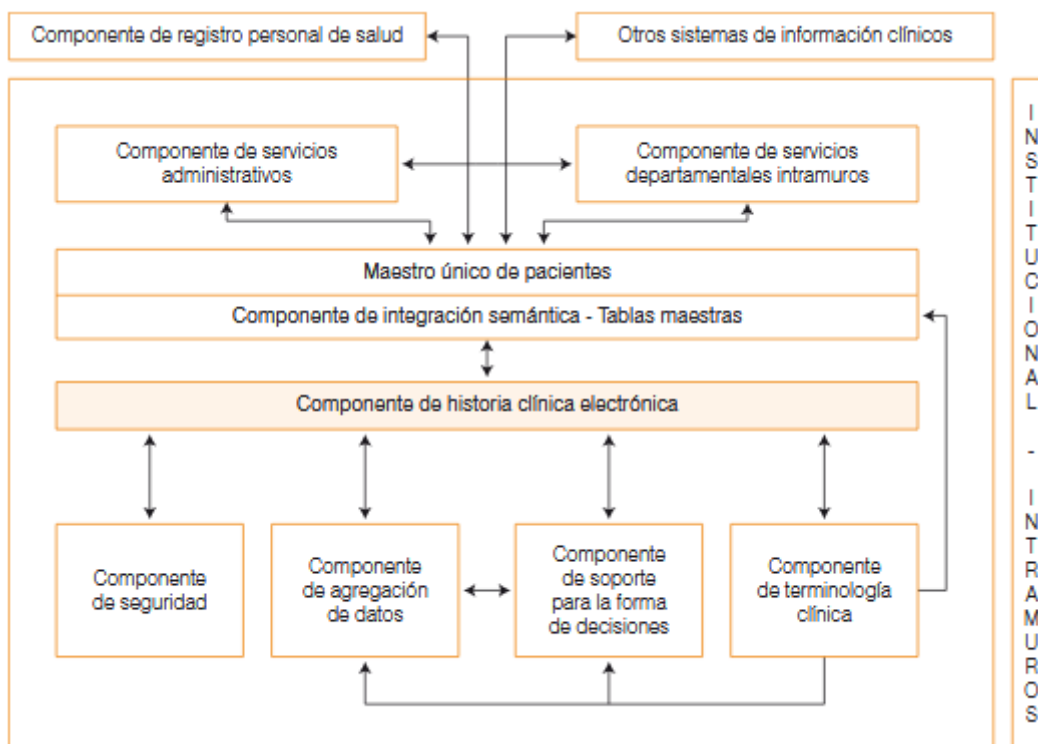 Componente de registro personal de salud
Otros sistemas de información clínicos
Componente de servicios
administrativos
Componente de servicios
departamentales intramuros
Maestro único de pacientes
Componente de integración semántica - Tablas maestras
Componente de historia clínica electrónica
Componente
de seguridad
Componente
de agregación
de datos
Componente
de soporte
para la forma
de decisiones
Componente
de terminología
clínica
INSTITUCIONAL - INTRAMUROS